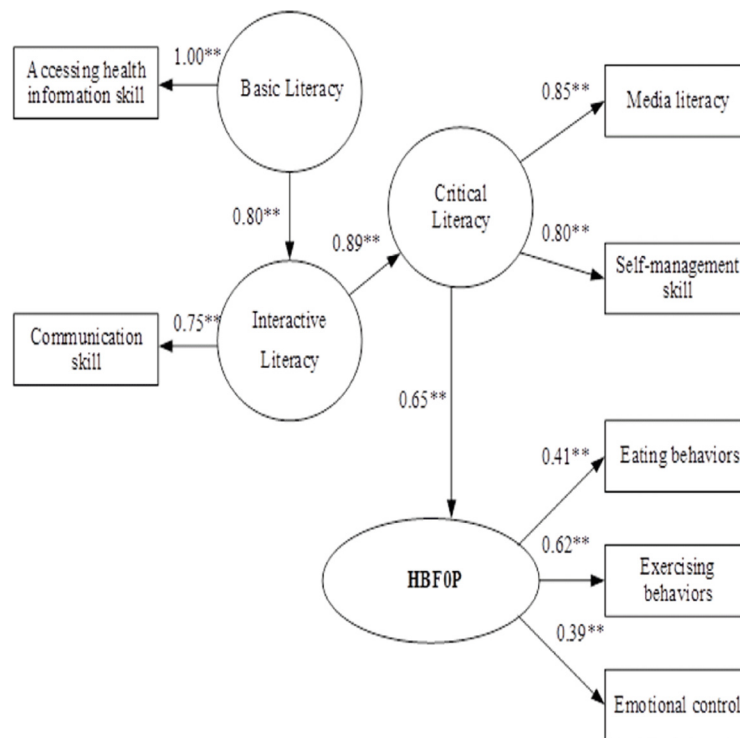 1.00**
Accessing health
information skill
Basic Literacy
0.85**
Media literacy
Critical
Literacy
0.80**
0.89**
0.80**
Self-management
skill
Communication
skill
0.75**
Interactive
Literacy
0.65**
0.41**
Eating behaviors
HBF0P
0.62**
Exercising
behaviors
0.39**
Emotional control